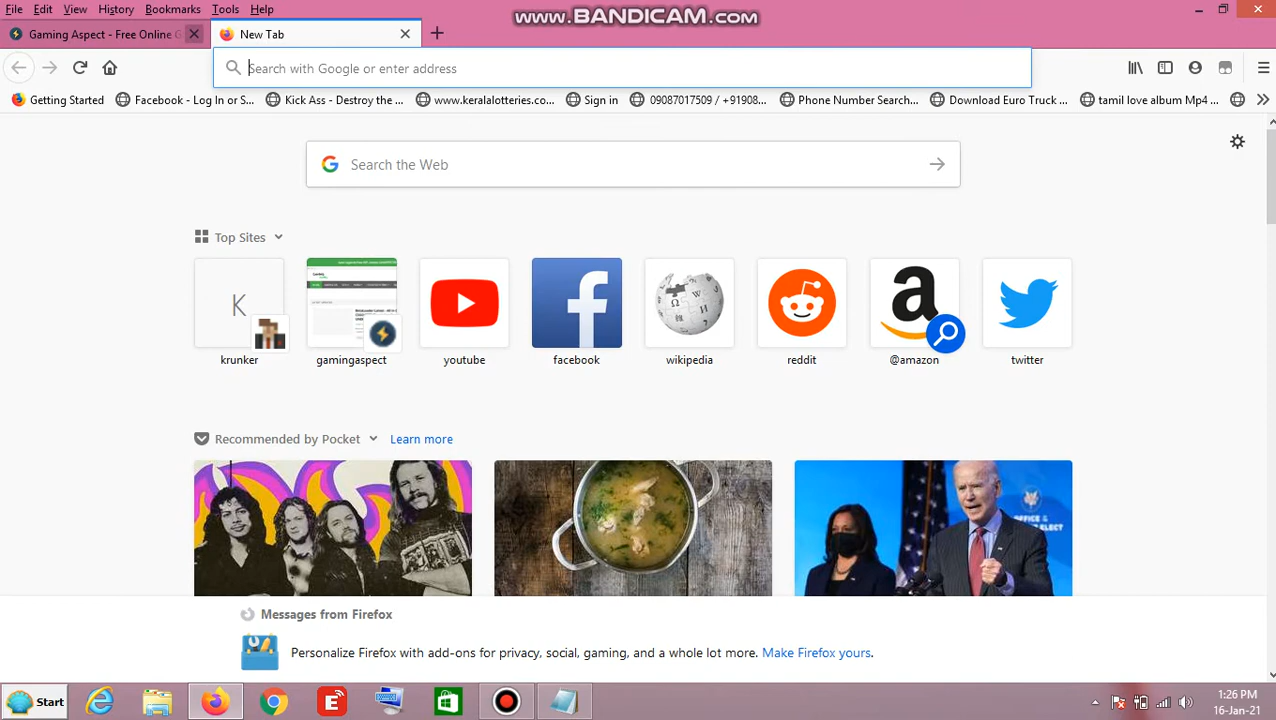 File Edit View History Bookmarks Tools Help
www.BANDICAM.com
Gaming Aspect - Free Online G
New Tab
Search with Google or enter address
Getting Started
Facebook - Log In or S...
Kick Ass - Destroy the ...
www.keralalotteries.co...
Sign in
09087017509 / +91908...
Phone Number Search...
Download Euro Truck ...
tamil love album Mp4 ...
Search the Web
Top Sites
K
krunker
gamingaspect
youtube
facebook
wikipedia
reddit
@amazon
twitter
Recommended by Pocket
Learn more
Messages from Firefox
Personalize Firefox with add-ons for privacy, social, gaming, and a whole lot more. Make Firefox yours.
Start
1:26 PM
16-Jan-21